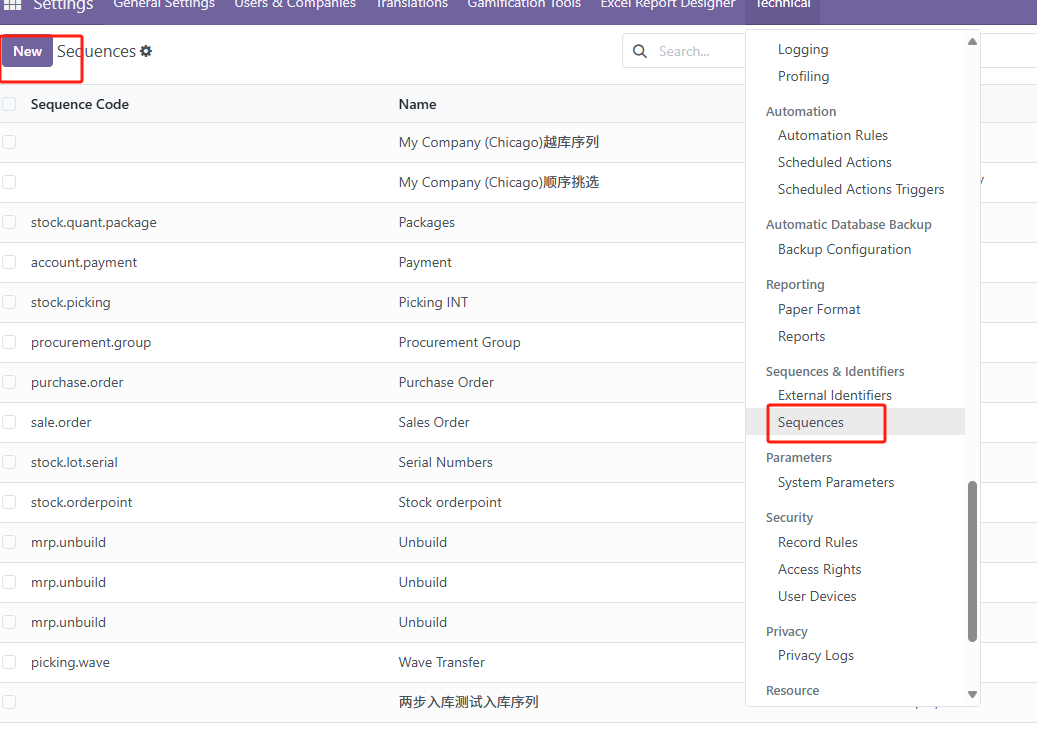 Settings General Settings Users & Companies Translations Gamification Tools Excel Report Designer Technical
New Sequences
Search...
Sequence Code Name
My Company (Chicago)越库序列
My Company (Chicago)顺序挑选
stock.quant.package Packages
account.payment Payment
stock.picking Picking INT
procurement.group Procurement Group
purchase.order Purchase Order
sale.order Sales Order
stock.lot.serial Serial Numbers
stock.orderpoint Stock orderpoint
mrp.unbuild Unbuild
mrp.unbuild Unbuild
mrp.unbuild Unbuild
picking.wave Wave Transfer
两步入库测试入库序列
Logging
Profiling
Automation
Automation Rules
Scheduled Actions
Scheduled Actions Triggers
Automatic Database Backup
Backup Configuration
Reporting
Paper Format
Reports
Sequences & Identifiers
External Identifiers
Sequences
Parameters
System Parameters
Security
Record Rules
Access Rights
User Devices
Privacy
Privacy Logs
Resource